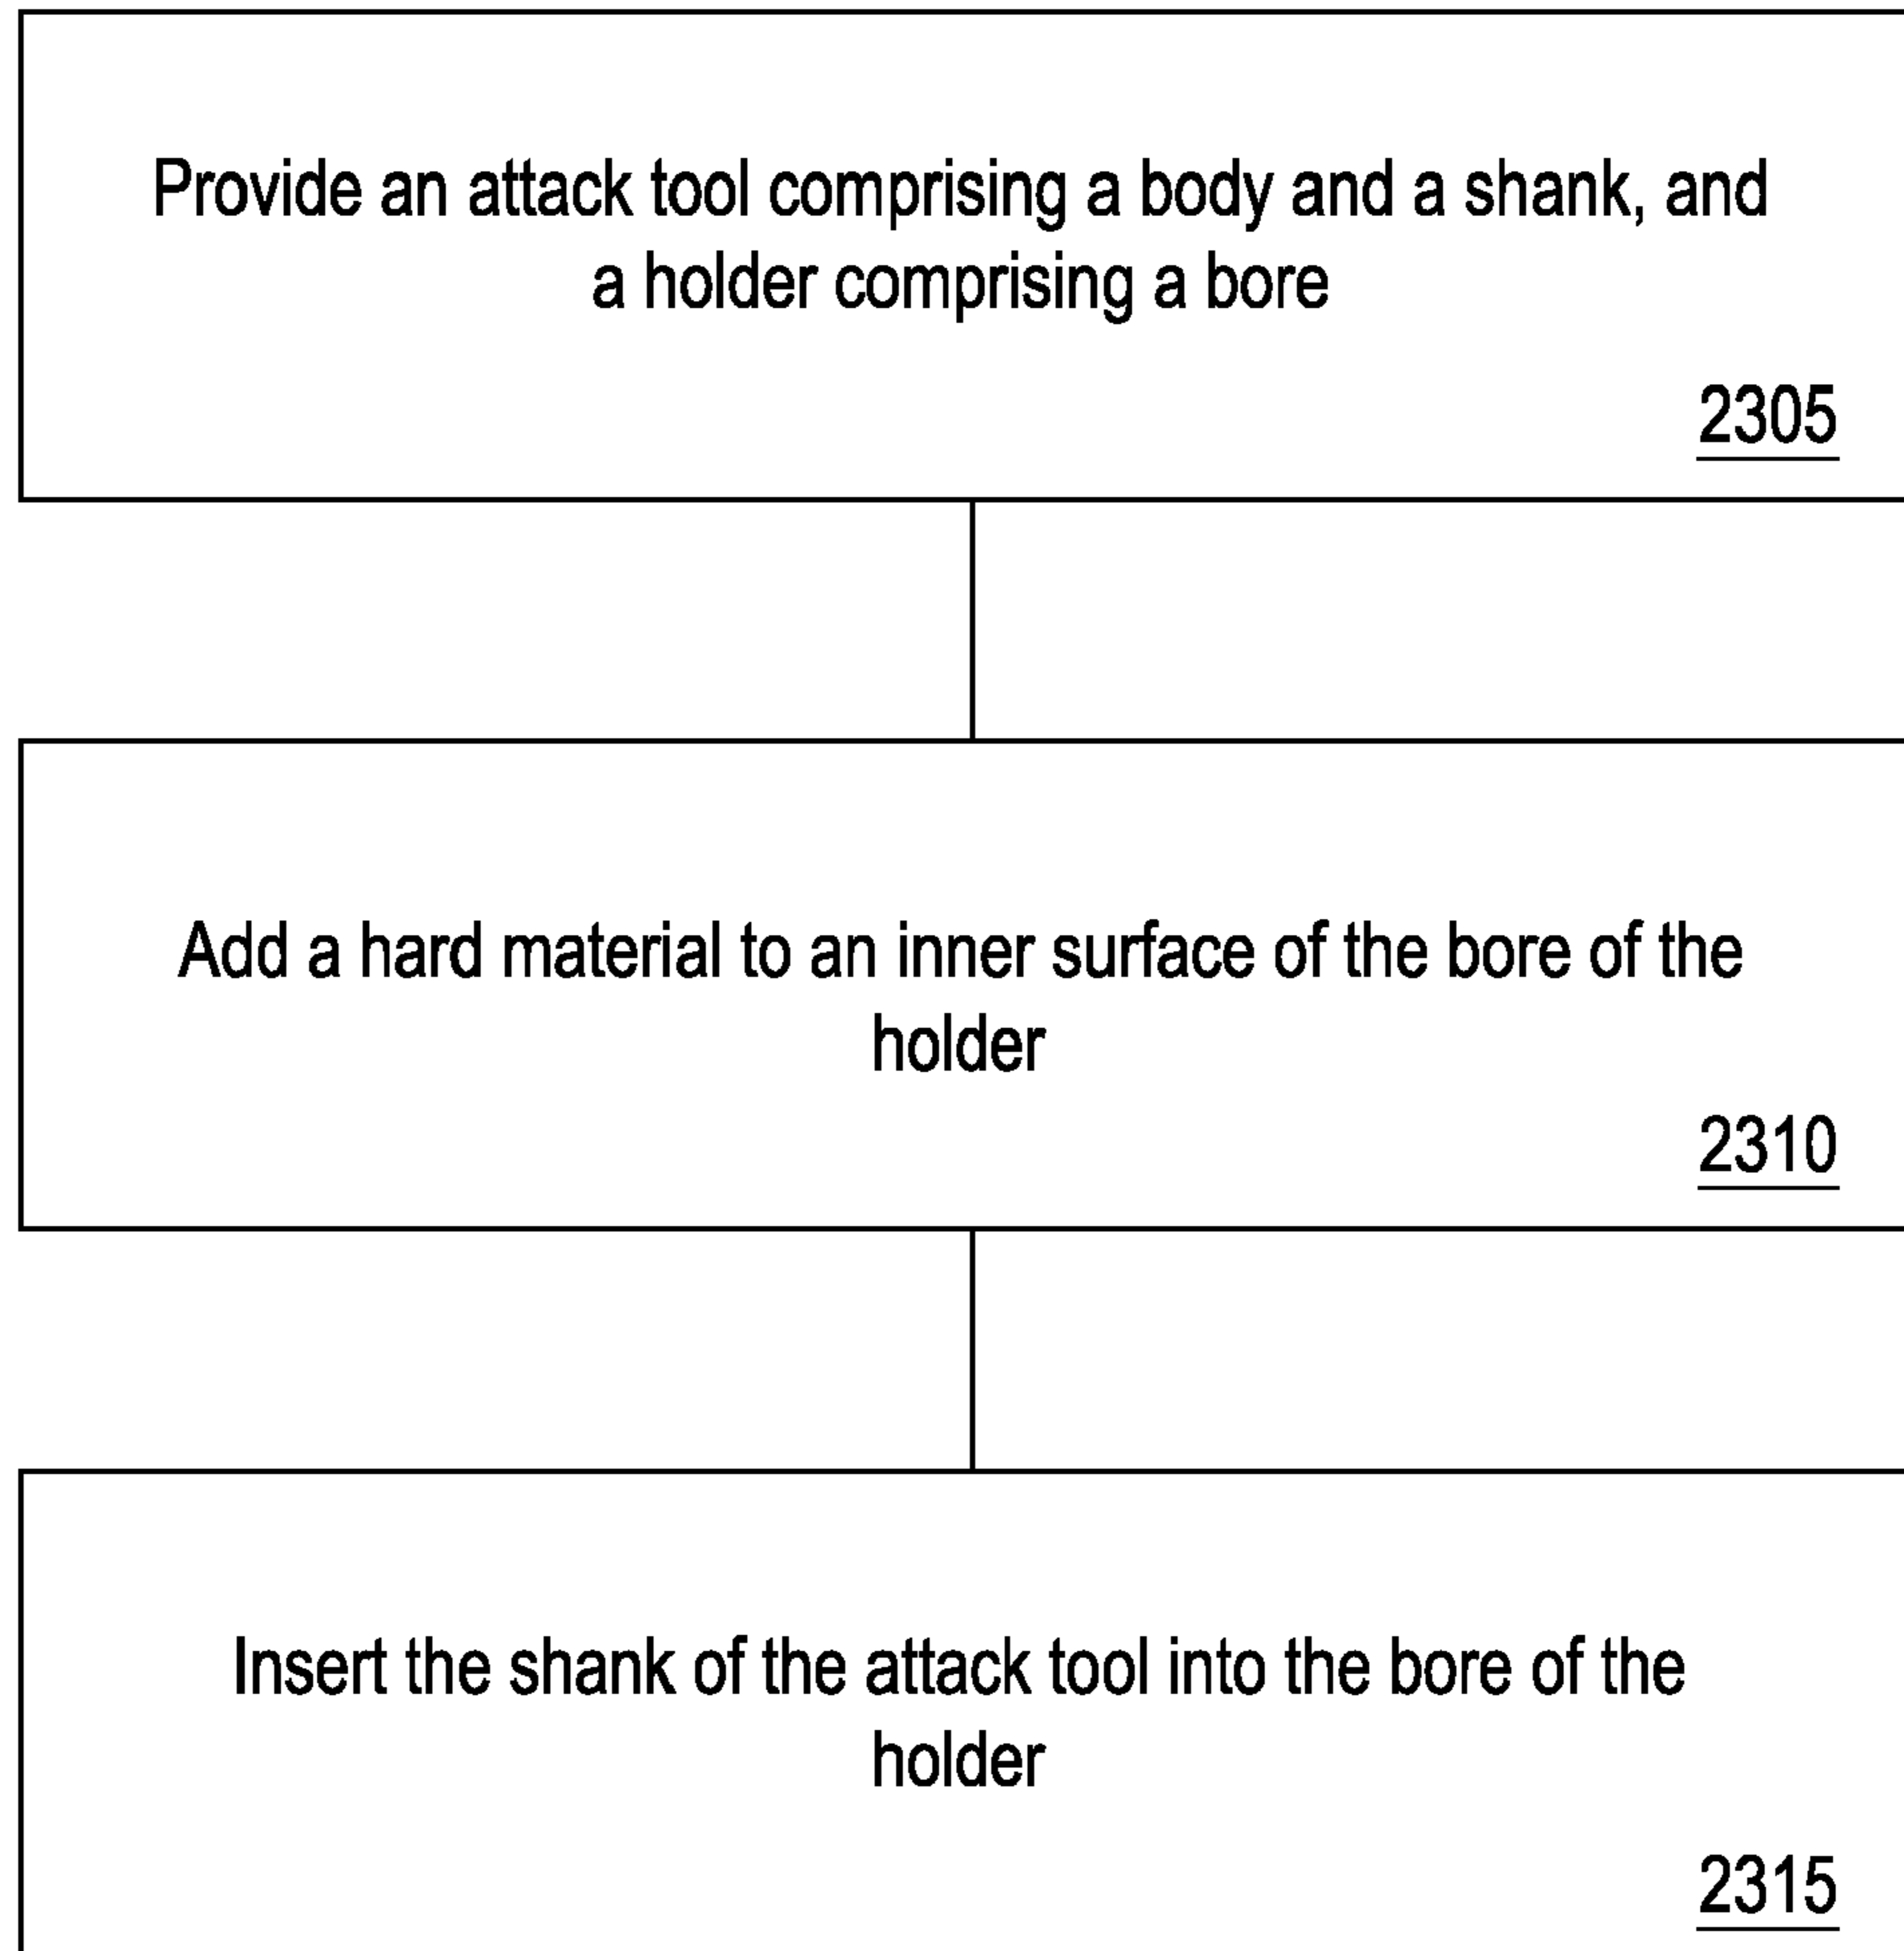 Provide an attack tool comprising a body and a shank, and
a holder comprising a bore
2305
Add a hard material to an inner surface of the bore of the
holder
2310
Insert the shank of the attack tool into the bore of the
holder
2315